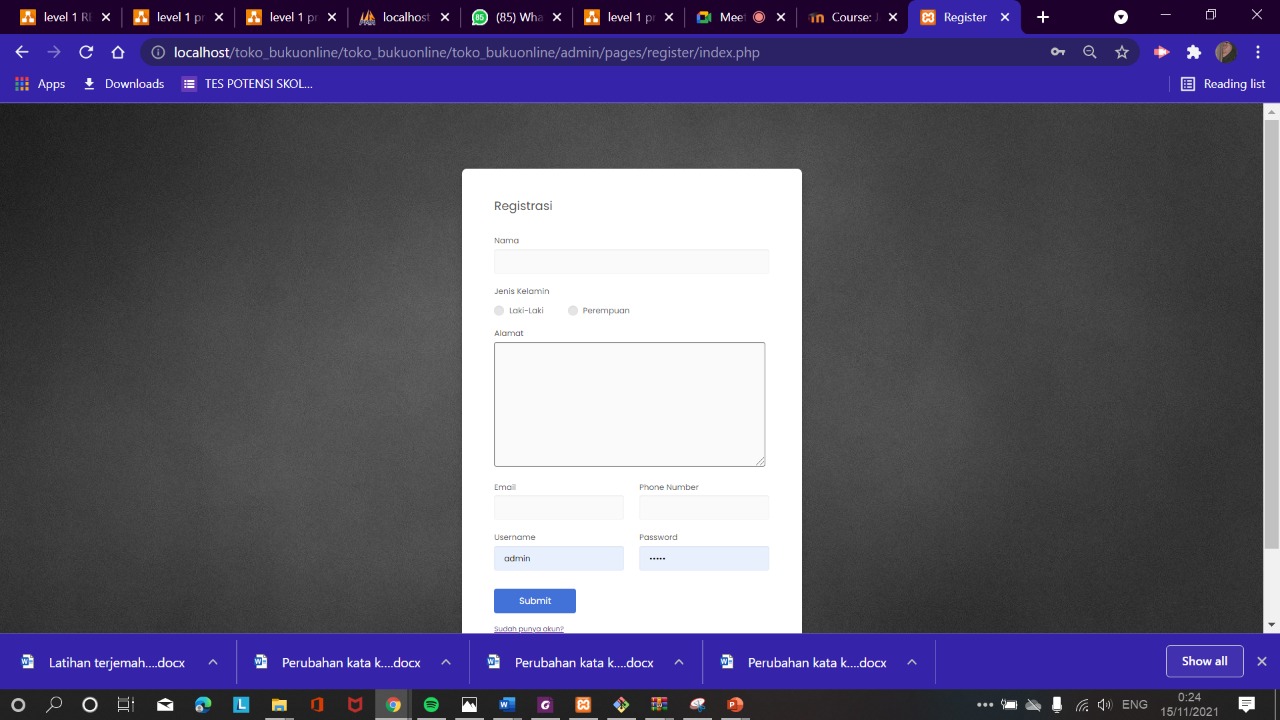 level 1 RI
level 1 pr
level 1 pr
localhost
(85) Wha
level 1 pr
Meet
Course: J
Register
localhost/toko_bukuonline/toko_bukuonline/admin/pages/register/index.php
Apps
Downloads
TES POTENSI SKOL...
Reading list
Registrasi
Nama
Jenis Kelamin
Laki-Laki
Perempuan
Alamat
Email
Phone Number
Username
Password
admin
•••••
Submit
Sudah punya akun?
Latihan terjemah....docx
Perubahan kata k....docx
Perubahan kata k....docx
Perubahan kata k....docx
Show all
ENG
0:24
15/11/2021